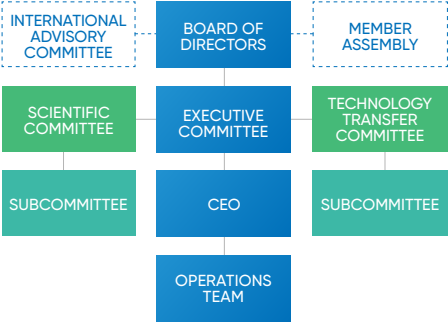 INTERNATIONAL
ADVISORY
COMMITTEE
BOARD OF
DIRECTORS
MEMBER
ASSEMBLY
SCIENTIFIC
COMMITTEE
EXECUTIVE
COMMITTEE
TECHNOLOGY
TRANSFER
COMMITTEE
SUBCOMMITTEE
CEO
SUBCOMMITTEE
OPERATIONS
TEAM